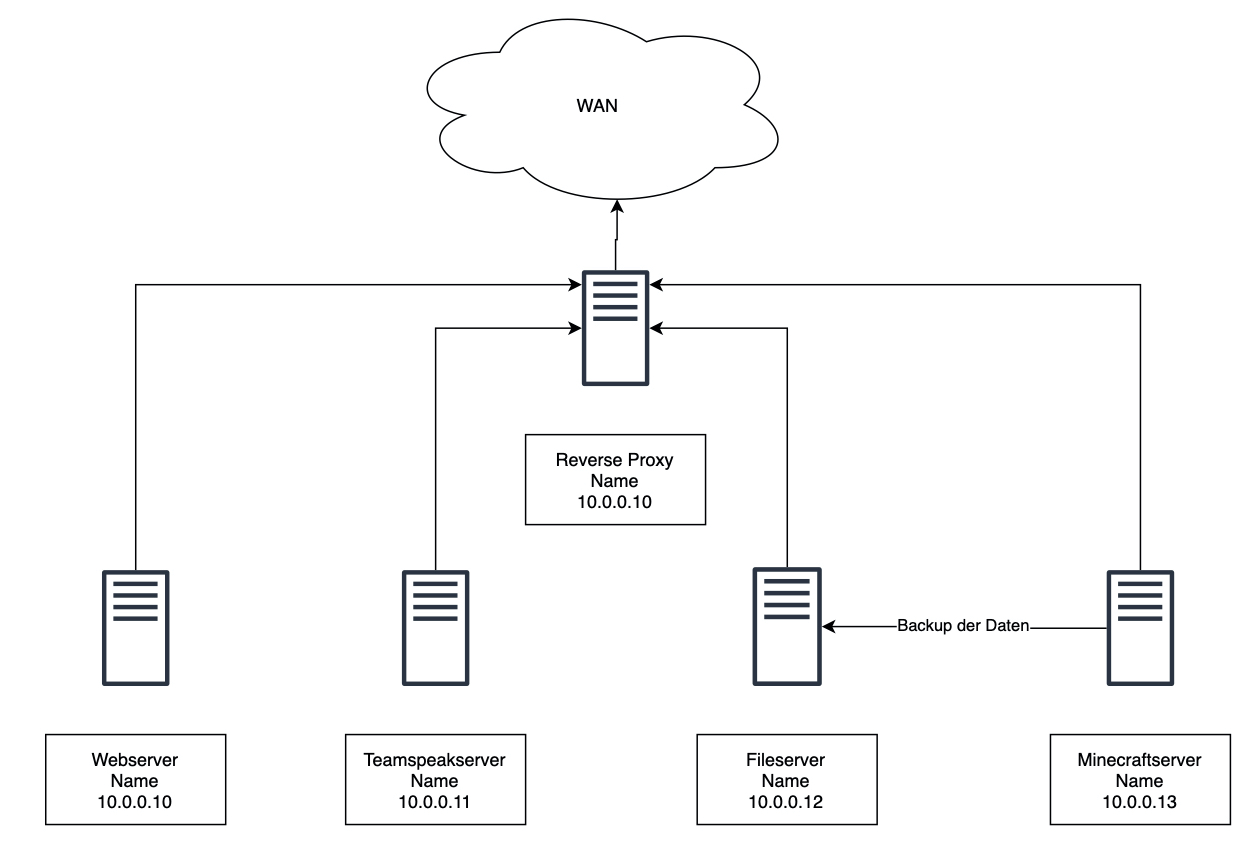 WAN
Reverse Proxy
Name
10.0.0.10
Backup der Daten
Webserver
Name
10.0.0.10
Teamspeakserver
Name
10.0.0.11
Fileserver
Name
10.0.0.12
Minecraftserver
Name
10.0.0.13